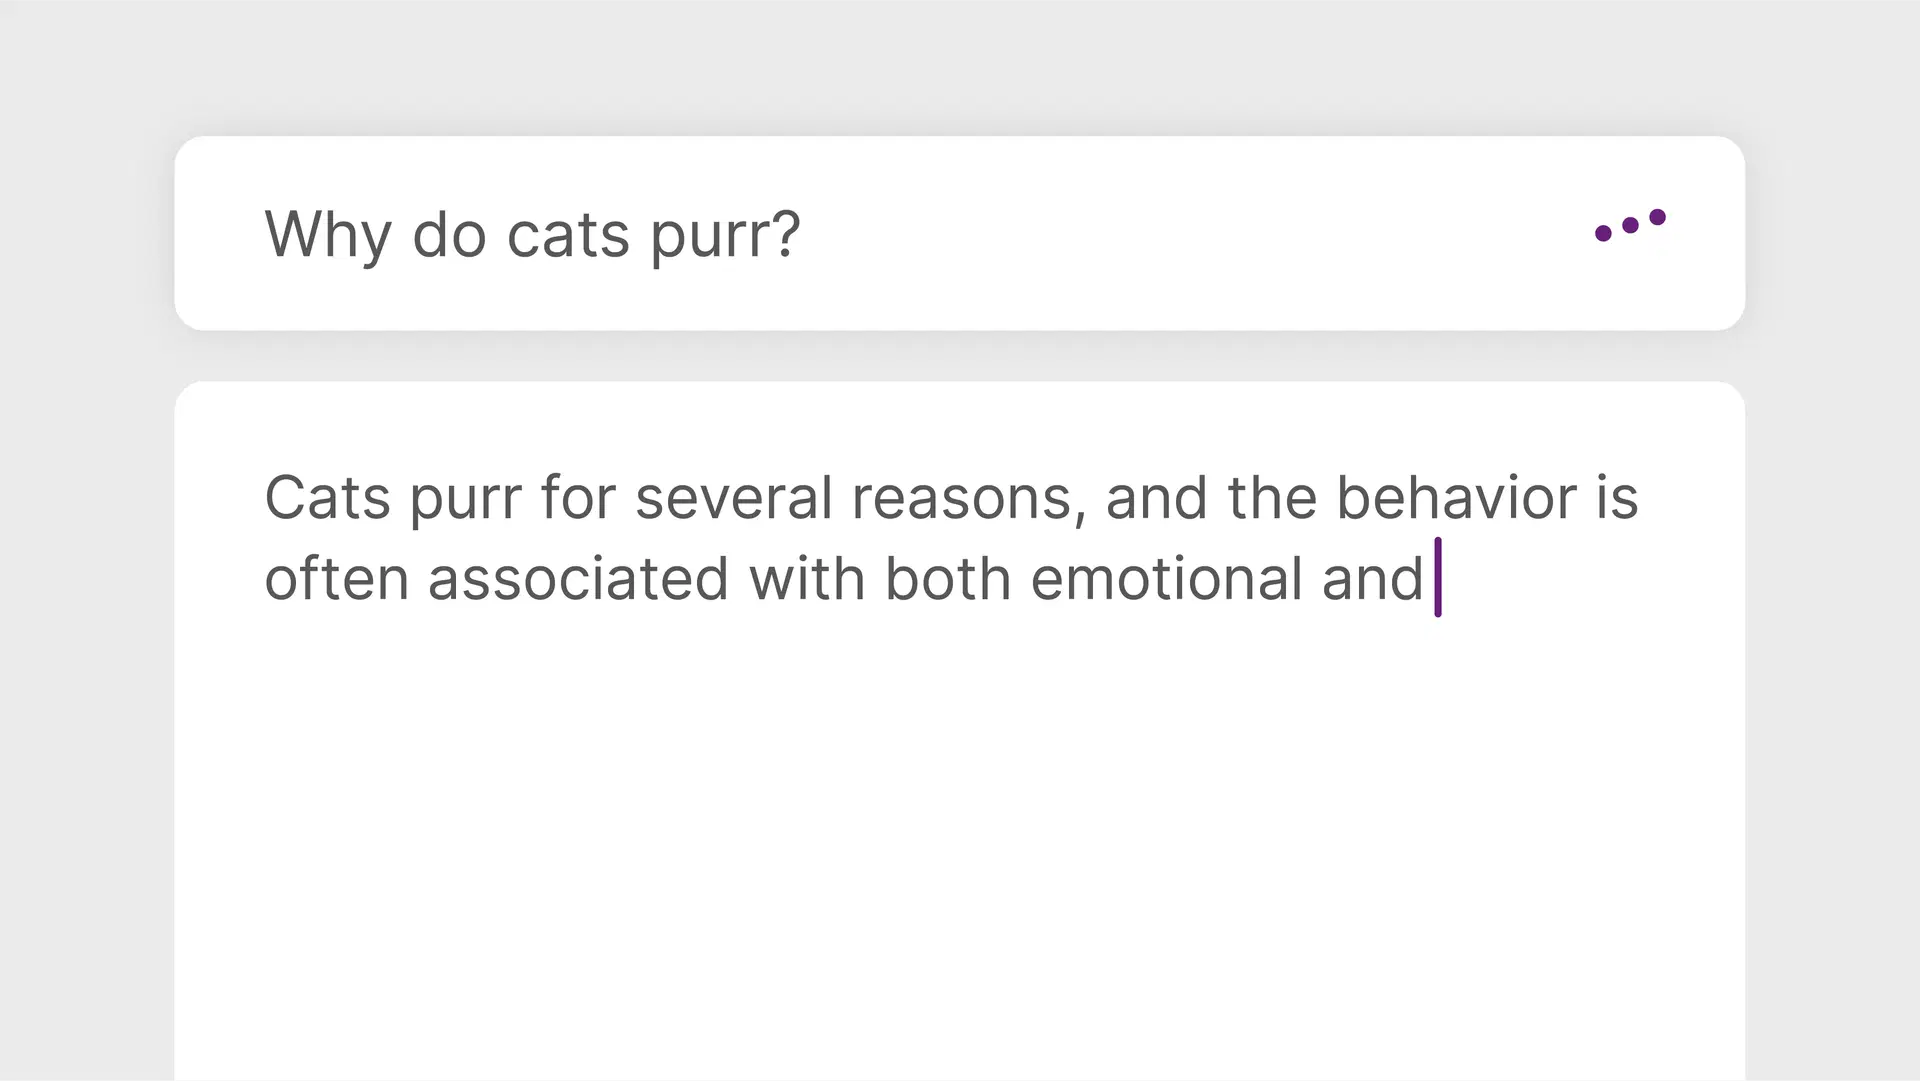 Why do cats purr?
Cats purr for several reasons, and the behavior is
often associated with both emotional and